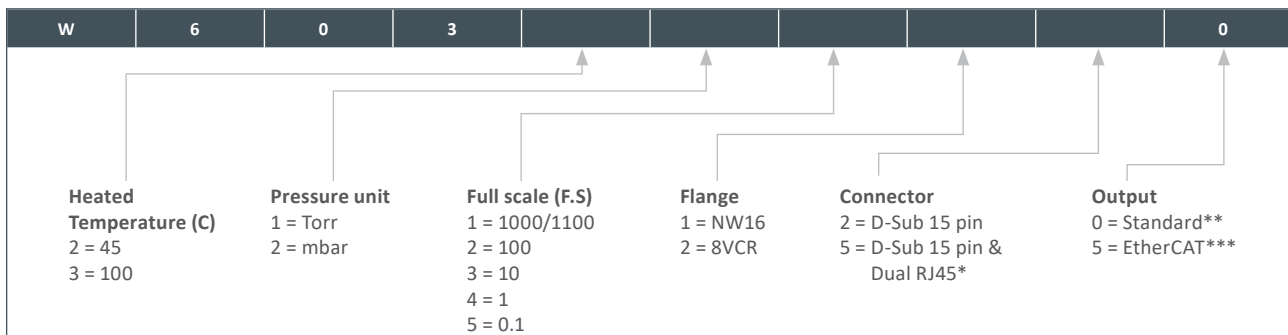 W 6 0 3 0
Heated
Temperature (C)
2 = 45
3 = 100
Pressure unit
1 = Torr
2 = mbar
Full scale (F.S)
1 = 1000/1100
2 = 100
3 = 10
4 = 1
5 = 0.1
Flange
1 = NW16
2 = 8VCR
Connector
2 = D-Sub 15 pin
5 = D-Sub 15 pin &
Dual RJ45*
Output
0 = Standard**
5 = EtherCAT***